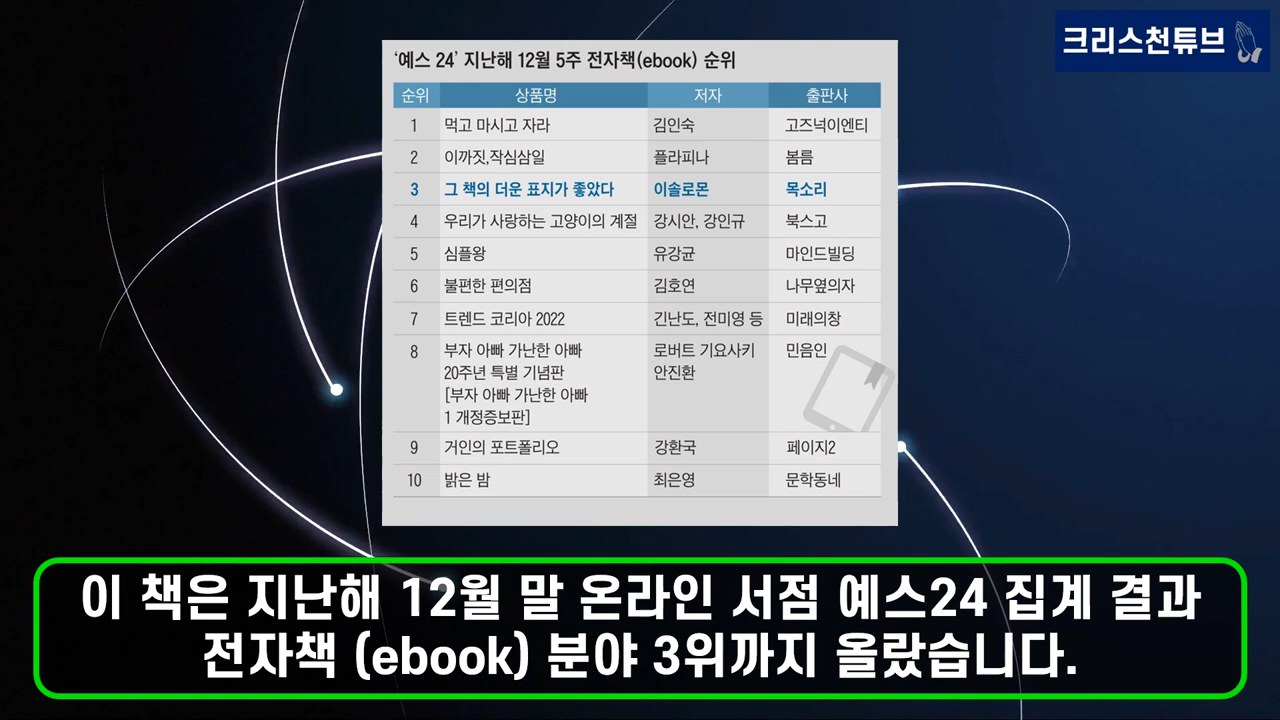 크리스천튜브
‘예스 24’ 지난해 12월 5주 전자책(ebook) 순위
순위 상품명 저자 출판사
1 먹고 마시고 자라 김인숙 고즈넉이엔티
2 이까짓,작심삼일 플라피나 봄름
3 그 책의 더운 표지가 좋았다 이솔로몬 목소리
4 우리가 사랑하는 고양이의 계절 강시안, 강인규 북스고
5 심플왕 유강균 마인드빌딩
6 불편한 편의점 김호연 나무옆의자
7 트렌드 코리아 2022 긴난도, 전미영 등 미래의창
8 부자 아빠 가난한 아빠 로버트 기요사키 민음인
20주년 특별 기념판 안진환
[부자 아빠 가난한 아빠
1 개정증보판]
9 거인의 포트폴리오 강환국 페이지2
10 밝은 밤 최은영 문학동네
이 책은 지난해 12월 말 온라인 서점 예스24 집계 결과
전자책 (ebook) 분야 3위까지 올랐습니다.